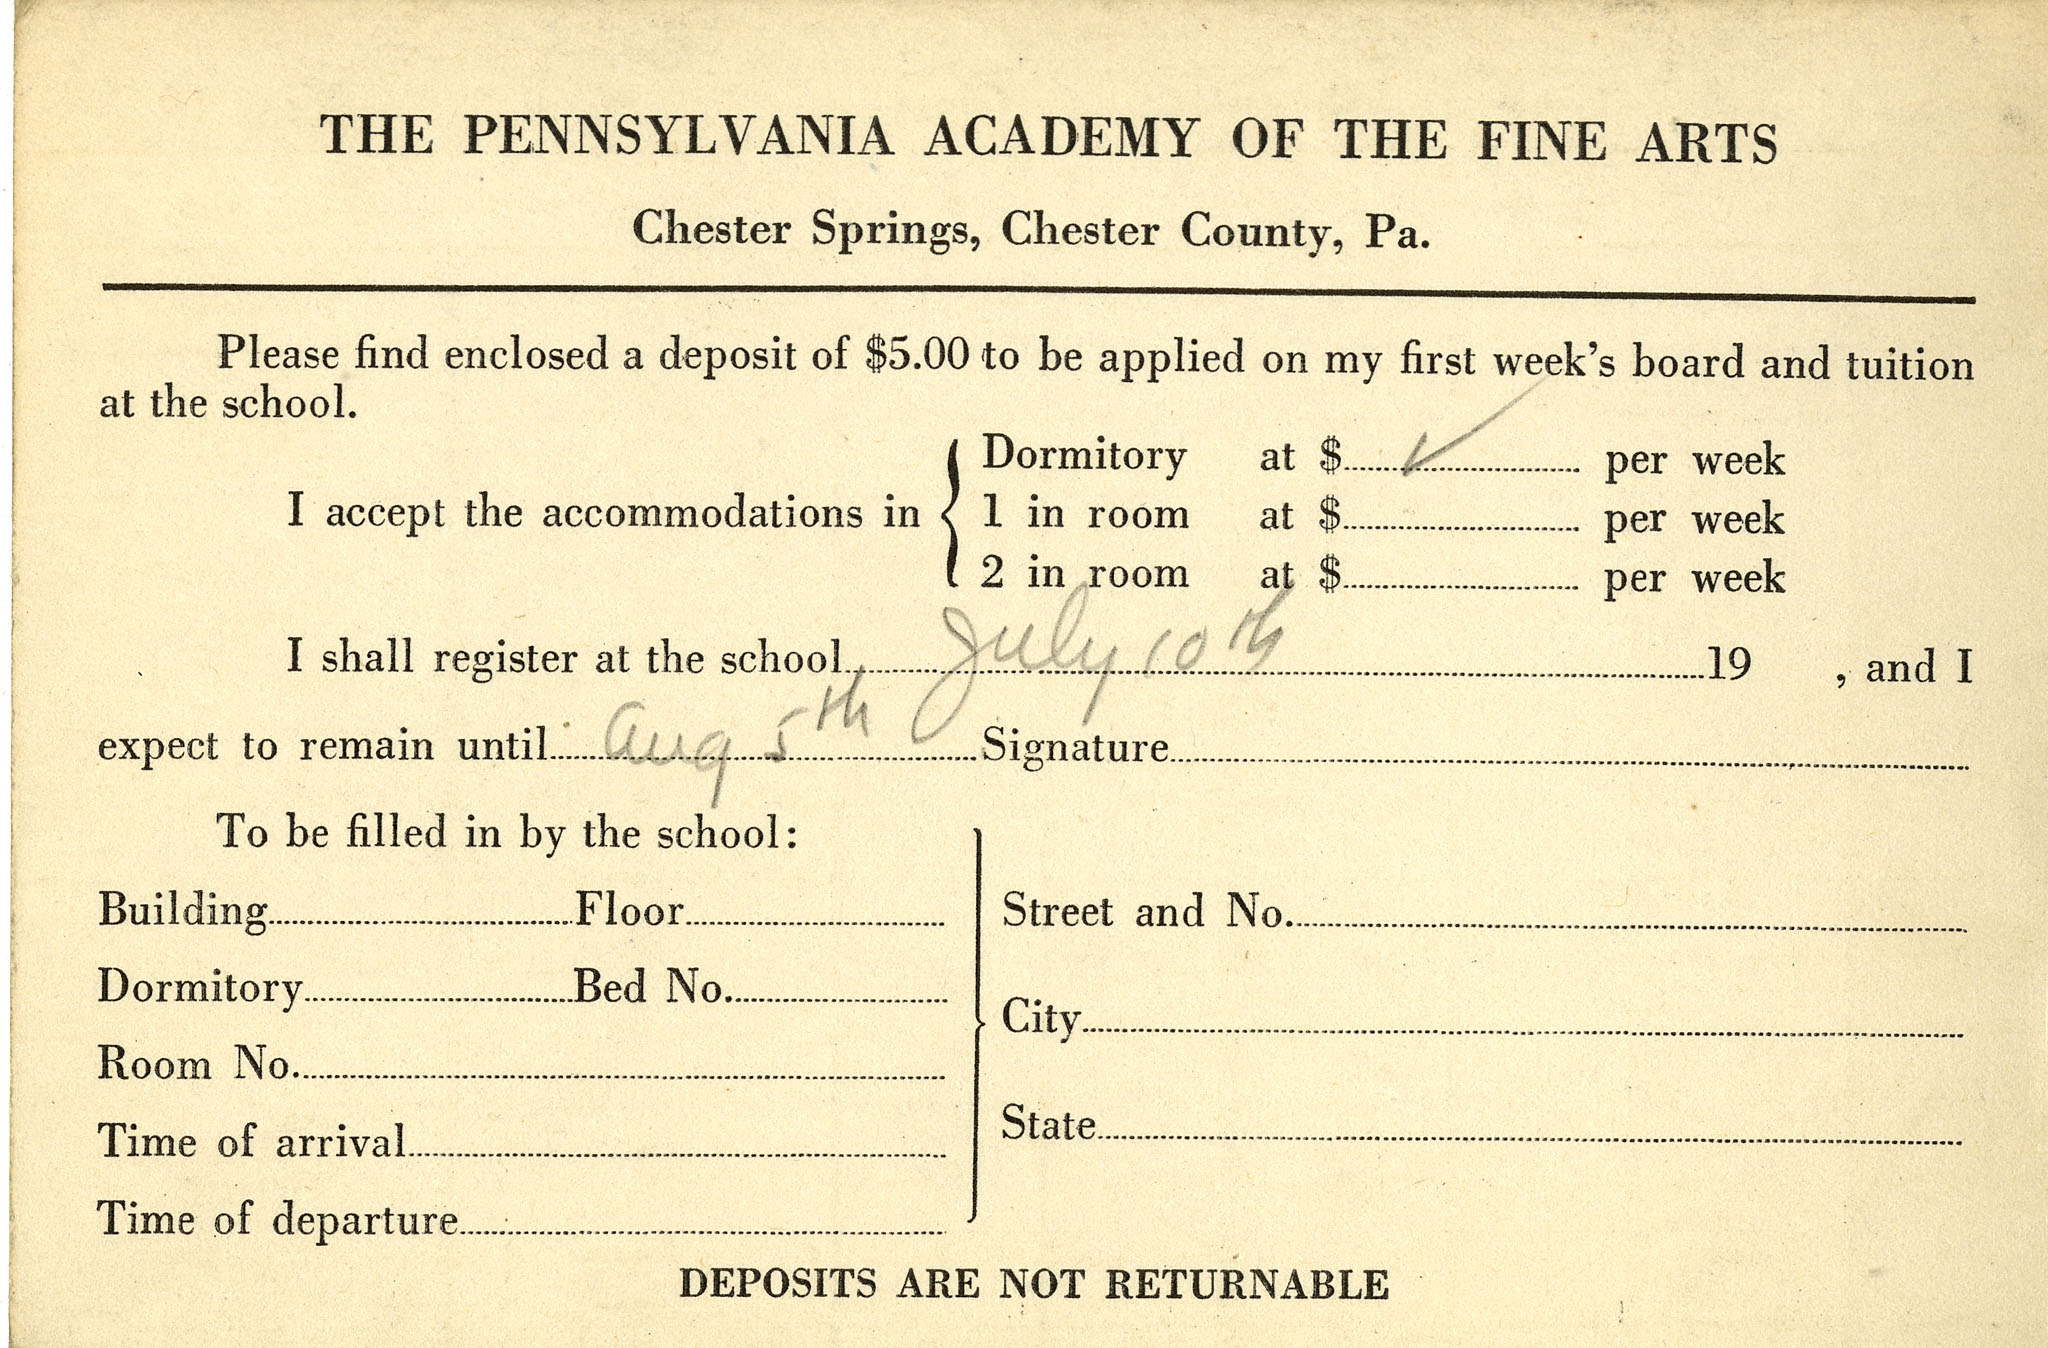 THE PENNSYLVANIA ACADEMY OF THE FINE ARTS
Chester Springs, Chester County, Pa.
Please find enclosed a deposit of $5.00 to be applied on my first week's board and tuition
at the school.
Dormitory at $ ✓ per week
I accept the accommodations in { 1 in room at $ per week
2 in room at $ per week
I shall register at the school July 10th 19 , and I
expect to remain until Aug 5th Signature
To be filled in by the school:
Building Floor
Dormitory Bed No.
Room No.
Time of arrival
Time of departure
Street and No.
City
State
DEPOSITS ARE NOT RETURNABLE